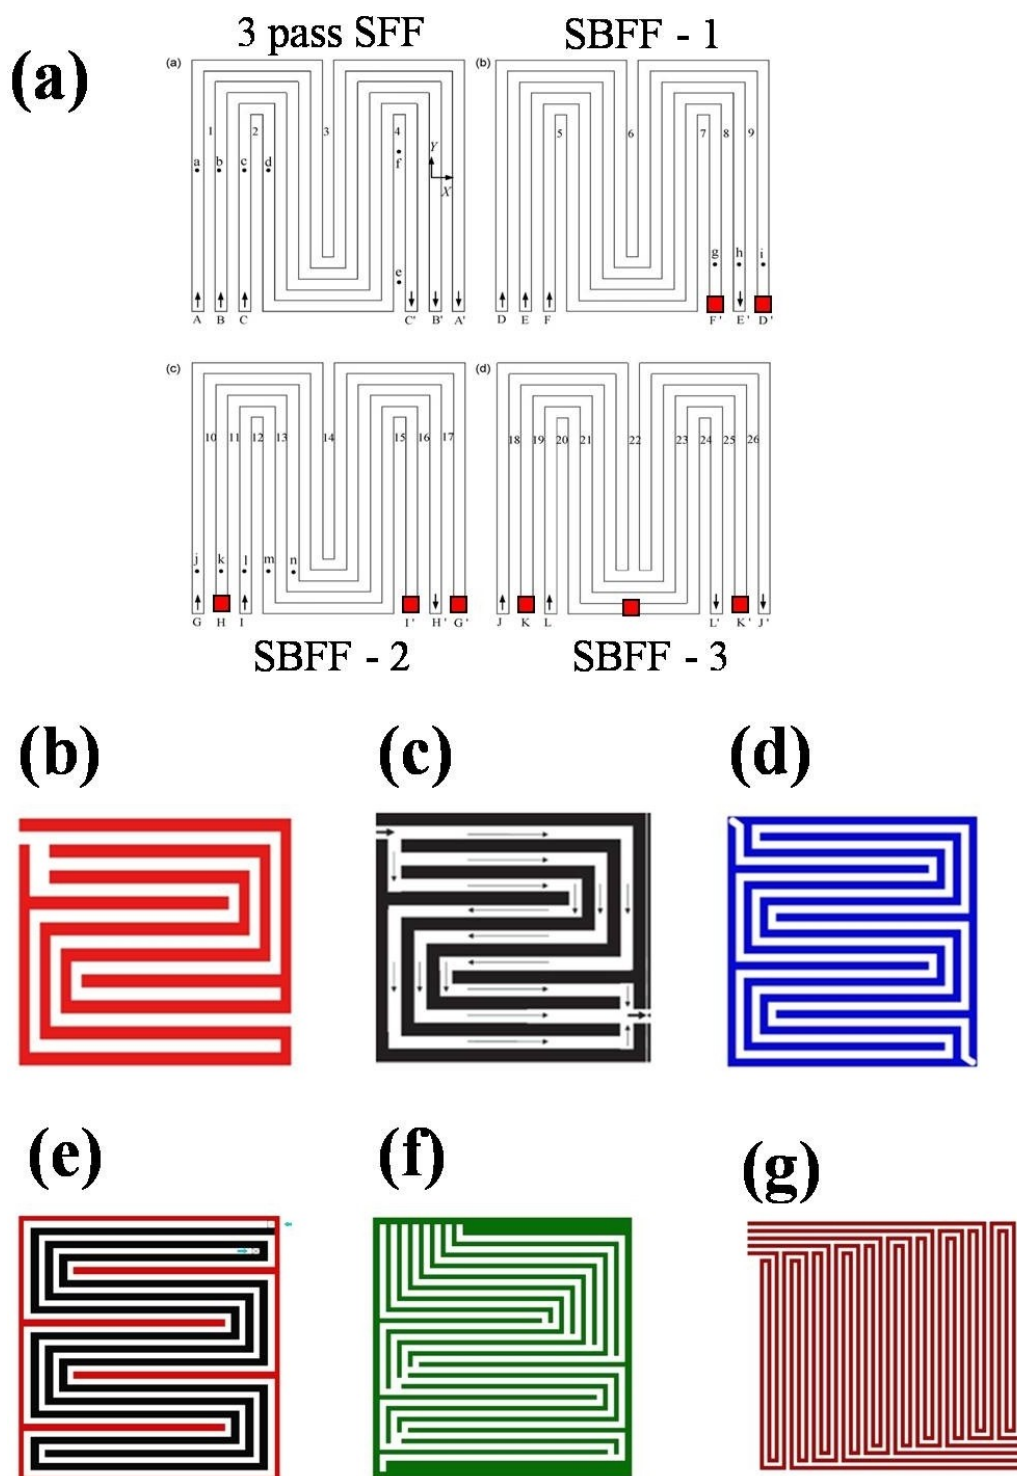 3 pass SFF
SBFF - 1
(a)
(a)
(b)
1 2 3 4
5 6 7 8 9
a b c d
f
Y
X
e
g h i
A B C C' B' A'
D E F F' E' D'
(c)
(d)
10 11 12 13 14 15 16 17
18 19 20 21 22 23 24 25 26
j k l m n
G H I I' H' G'
J K L L' K' J'
SBFF - 2
SBFF - 3
(b)
(c)
(d)
(e)
(f)
(g)